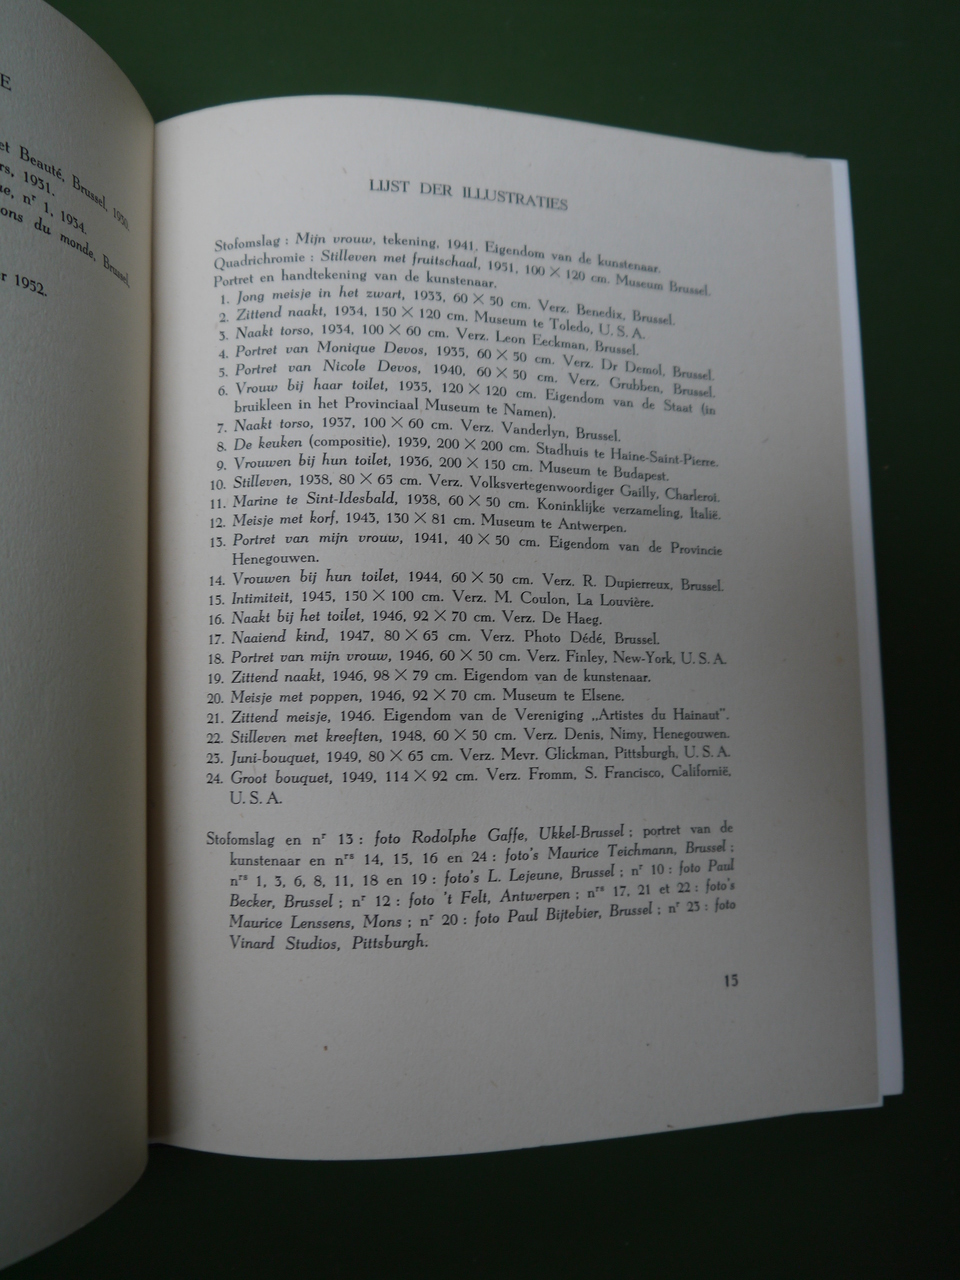 E
et Beauté, Brussel, 1930.
rs, 1931.
ue, nʳ 1, 1934.
ons du monde, Brussel.
r 1952.
LIJST DER ILLUSTRATIES
Stofomslag : Mijn vrouw, tekening, 1941. Eigendom van de kunstenaar.
Quadrichromie : Stilleven met fruitschaal, 1951, 100 × 120 cm. Museum Brussel.
Portret en handtekening van de kunstenaar.
1. Jong meisje in het zwart, 1933, 60 × 50 cm. Verz. Benedix, Brussel.
2. Zittend naakt, 1934, 150 × 120 cm. Museum te Toledo, U. S. A.
3. Naakt torso, 1934, 100 × 60 cm. Verz. Leon Eeckman, Brussel.
4. Portret van Monique Devos, 1935, 60 × 50 cm. Verz. Dr Demol, Brussel.
5. Portret van Nicole Devos, 1940, 60 × 50 cm. Verz. Grubben, Brussel.
6. Vrouw bij haar toilet, 1935, 120 × 120 cm. Eigendom van de Staat (in
bruikleen in het Provinciaal Museum te Namen).
7. Naakt torso, 1937, 100 × 60 cm. Verz. Vanderlyn, Brussel.
8. De keuken (compositie), 1939, 200 × 200 cm. Stadhuis te Haine-Saint-Pierre.
9. Vrouwen bij hun toilet, 1936, 200 × 150 cm. Museum te Budapest.
10. Stilleven, 1938, 80 × 65 cm. Verz. Volksvertegenwoordiger Gailly, Charleroi.
11. Marine te Sint-Idesbald, 1938, 60 × 50 cm. Koninklijke verzameling, Italië.
12. Meisje met korf, 1943, 130 × 81 cm. Museum te Antwerpen.
13. Portret van mijn vrouw, 1941, 40 × 50 cm. Eigendom van de Provincie
Henegouwen.
14. Vrouwen bij hun toilet, 1944, 60 × 50 cm. Verz. R. Dupierreux, Brussel.
15. Intimiteit, 1945, 150 × 100 cm. Verz. M. Coulon, La Louvière.
16. Naakt bij het toilet, 1946, 92 × 70 cm. Verz. De Haeg.
17. Naaiend kind, 1947, 80 × 65 cm. Verz. Photo Dédé, Brussel.
18. Portret van mijn vrouw, 1946, 60 × 50 cm. Verz. Finley, New-York, U. S. A.
19. Zittend naakt, 1946, 98 × 79 cm. Eigendom van de kunstenaar.
20. Meisje met poppen, 1946, 92 × 70 cm. Museum te Elsene.
21. Zittend meisje, 1946. Eigendom van de Vereniging „Artistes du Hainaut".
22. Stilleven met kreeften, 1948, 60 × 50 cm. Verz. Denis, Nimy, Henegouwen.
23. Juni-bouquet, 1949, 80 × 65 cm. Verz. Mevr. Glickman, Pittsburgh, U. S. A.
24. Groot bouquet, 1949, 114 × 92 cm. Verz. Fromm, S. Francisco, Californië,
U. S. A.
Stofomslag en nʳ 13 : foto Rodolphe Gaffe, Ukkel-Brussel ; portret van de
kunstenaar en nʳˢ 14, 15, 16 en 24 : foto's Maurice Teichmann, Brussel ;
nʳˢ 1, 3, 6, 8, 11, 18 en 19 : foto's L. Lejeune, Brussel ; nʳ 10 : foto Paul
Becker, Brussel ; nʳ 12 : foto 't Felt, Antwerpen ; nʳˢ 17, 21 et 22 : foto's
Maurice Lenssens, Mons ; nʳ 20 : foto Paul Bijtebier, Brussel ; nʳ 23 : foto
Vinard Studios, Pittsburgh.
15